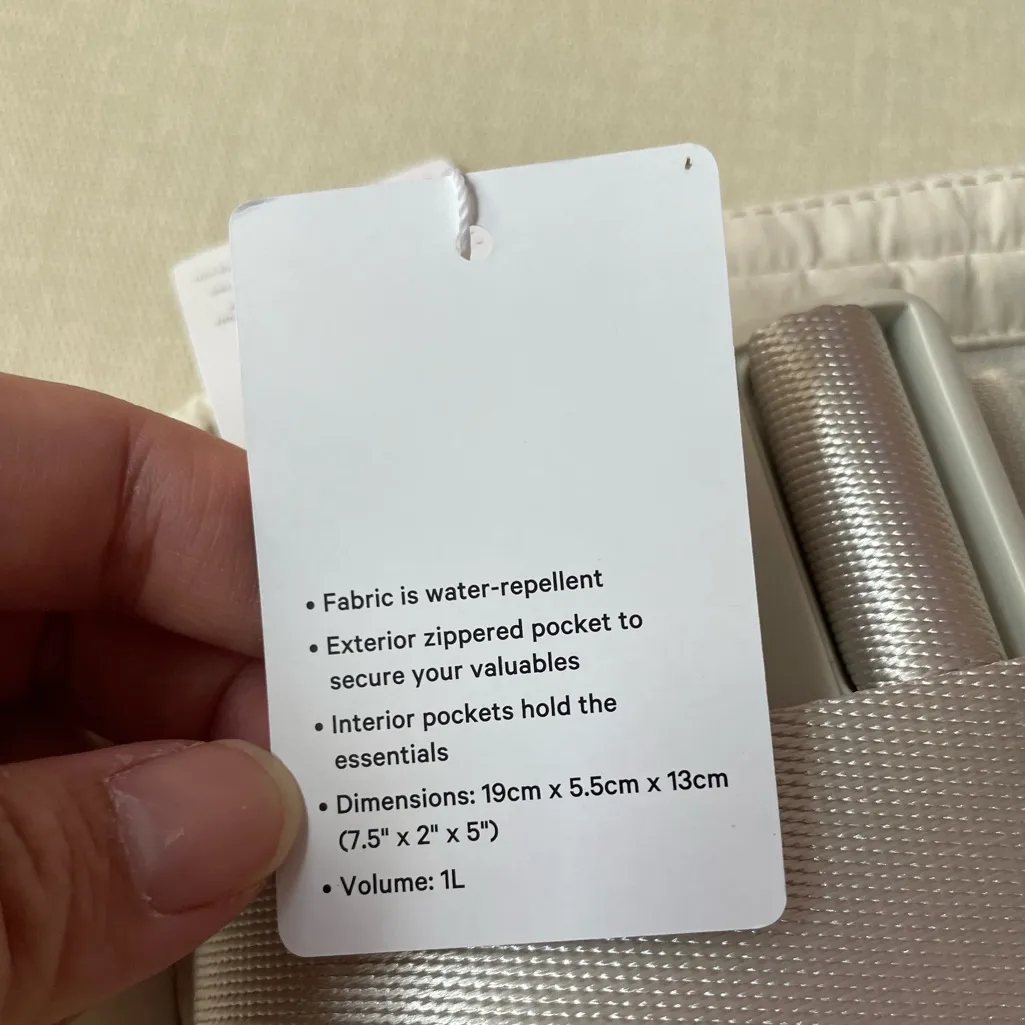 • Fabric is water-repellent
• Exterior zippered pocket to
secure your valuables
• Interior pockets hold the
essentials
• Dimensions: 19cm x 5.5cm x 13cm
(7.5" x 2" x 5")
• Volume: 1L